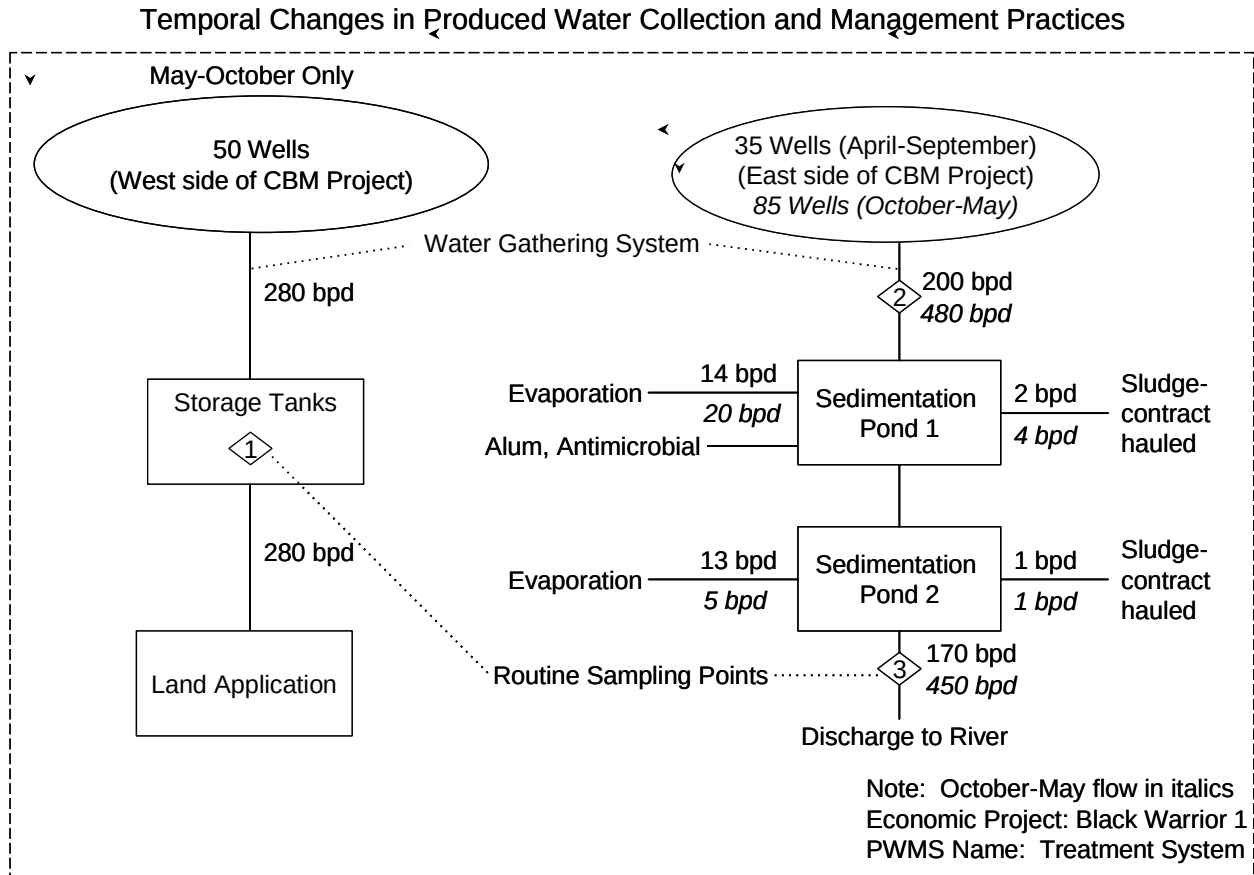 Temporal Changes in Produced Water Collection and Management Practices
May-October Only
50 Wells
(West side of CBM Project)
35 Wells (April-September)
(East side of CBM Project)
85 Wells (October-May)
Water Gathering System
280 bpd
2
200 bpd
480 bpd
Storage Tanks
1
Evaporation
14 bpd
20 bpd
Alum, Antimicrobial
Sedimentation
Pond 1
2 bpd
4 bpd
Sludge-
contract
hauled
280 bpd
Evaporation
13 bpd
5 bpd
Sedimentation
Pond 2
1 bpd
1 bpd
Sludge-
contract
hauled
Land Application
Routine Sampling Points
3
170 bpd
450 bpd
Discharge to River
Note: October-May flow in italics
Economic Project: Black Warrior 1
PWMS Name: Treatment System